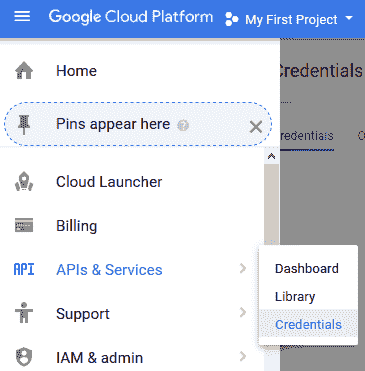 Google Cloud Platform
My First Project
Home
Credentials
Pins appear here ?
redentials
Cloud Launcher
Billing
API APIs & Services
Dashboard
Library
Support
Credentials
IAM & admin